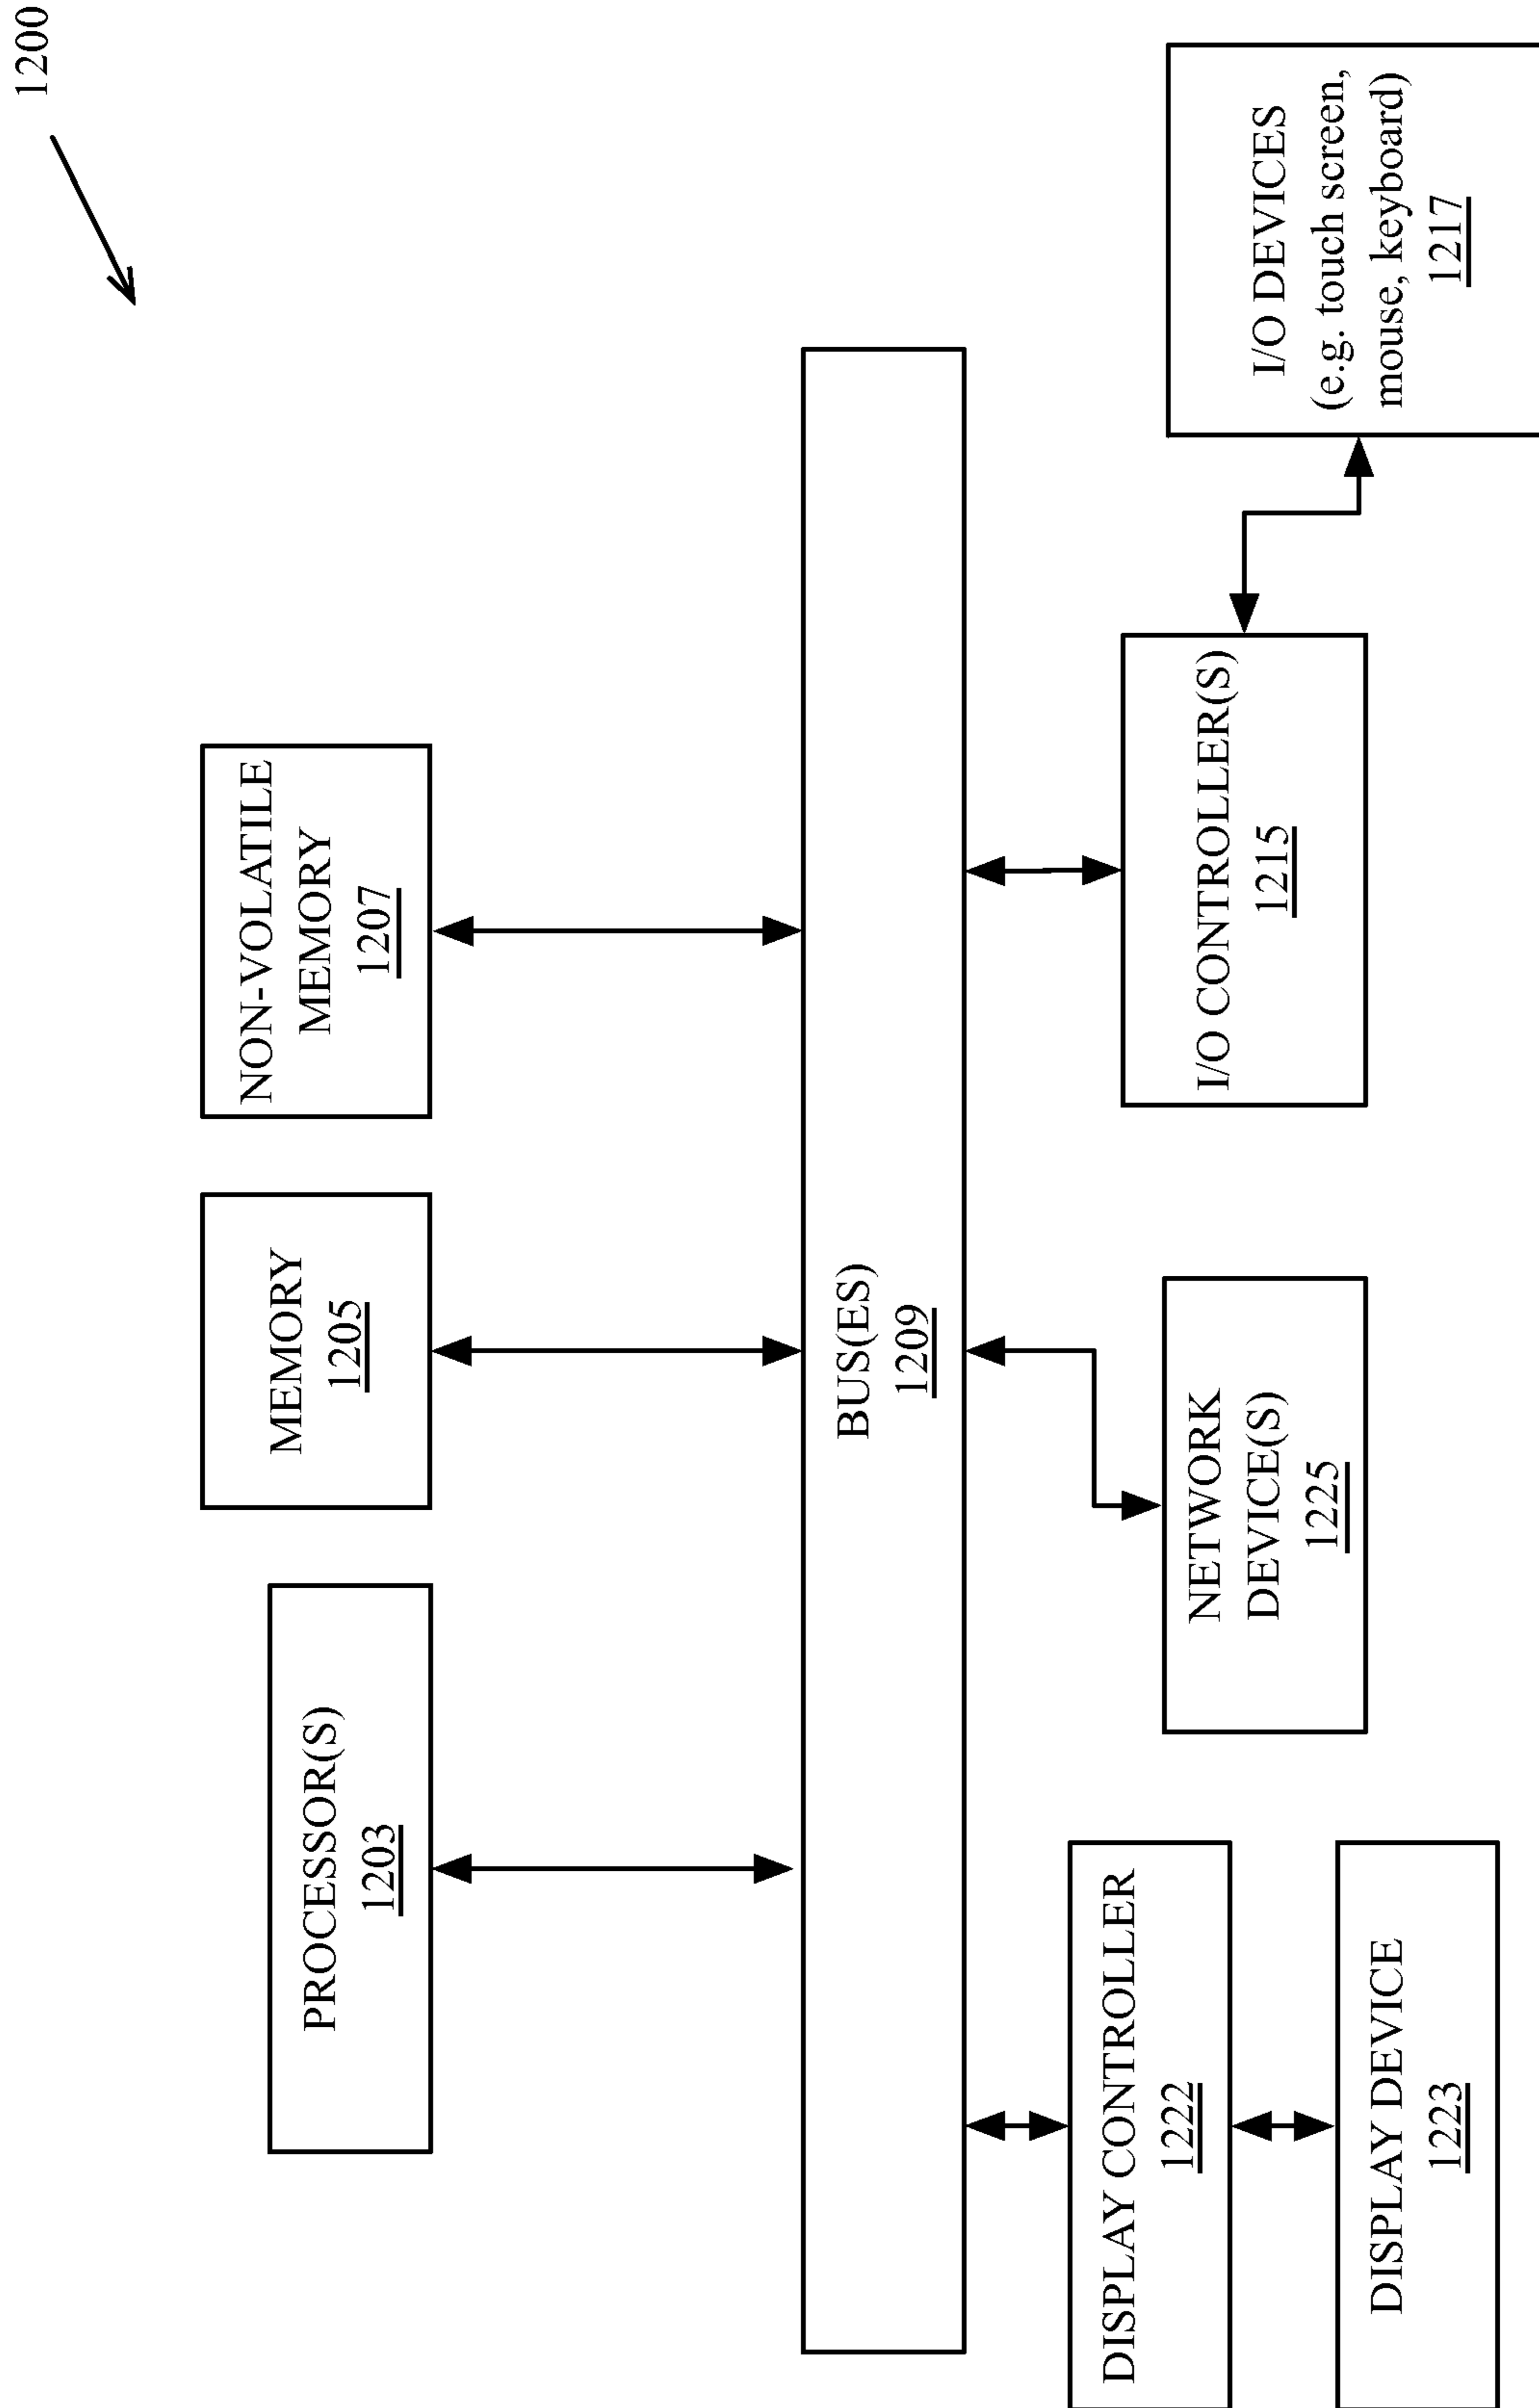 1200
PROCESSOR(S)
1203
MEMORY
1205
NON-VOLATILE
MEMORY
1207
BUS(ES)
1209
DISPLAY CONTROLLER
1222
DISPLAY DEVICE
1223
NETWORK
DEVICE(S)
1225
I/O CONTROLLER(S)
1215
I/O DEVICES
(e.g. touch screen,
mouse, keyboard)
1217